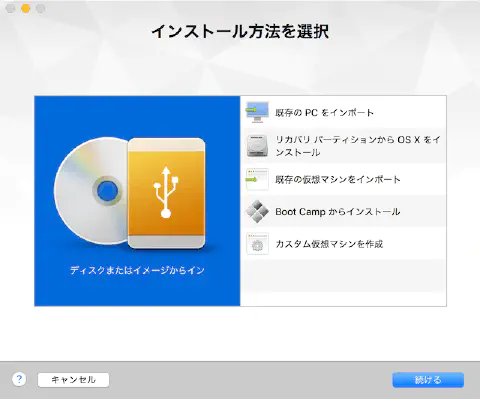 インストール方法を選択
既存の PC をインポート
リカバリ パーティションから OS X をイ
ンストール
既存の仮想マシンをインポート
Boot Camp からインストール
カスタム仮想マシンを作成
ディスクまたはイメージからイン
?
キャンセル
続ける